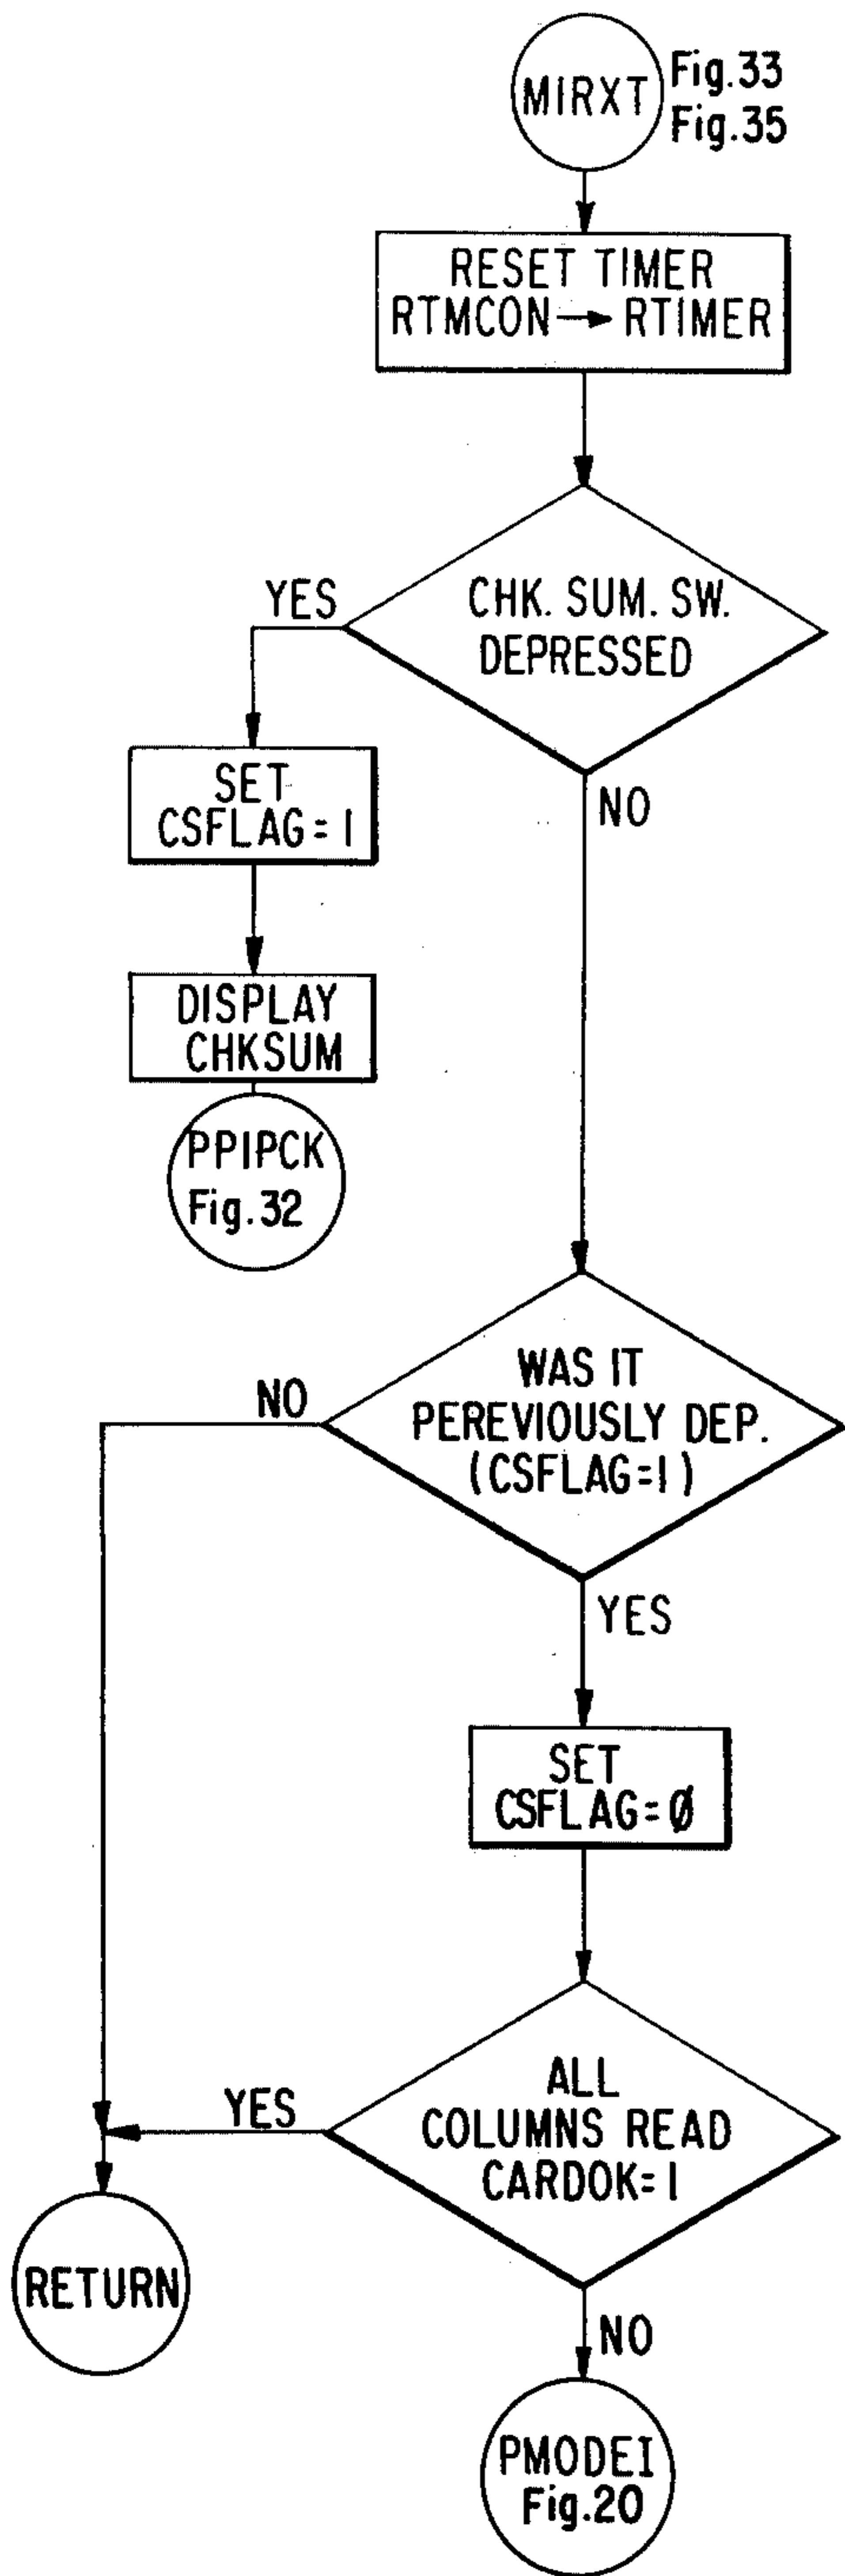 MIRXT
Fig.33
Fig.35
RESET TIMER
RTMCON → RTIMER
CHK. SUM. SW.
DEPRESSED
YES
NO
SET
CSFLAG = 1
DISPLAY
CHKSUM
PPIPCK
Fig.32
WAS IT
PEREVIOUSLY DEP.
(CSFLAG=1)
NO
YES
SET
CSFLAG=Ø
ALL
COLUMNS READ
CARDOK=1
YES
RETURN
NO
PMODEI
Fig.20